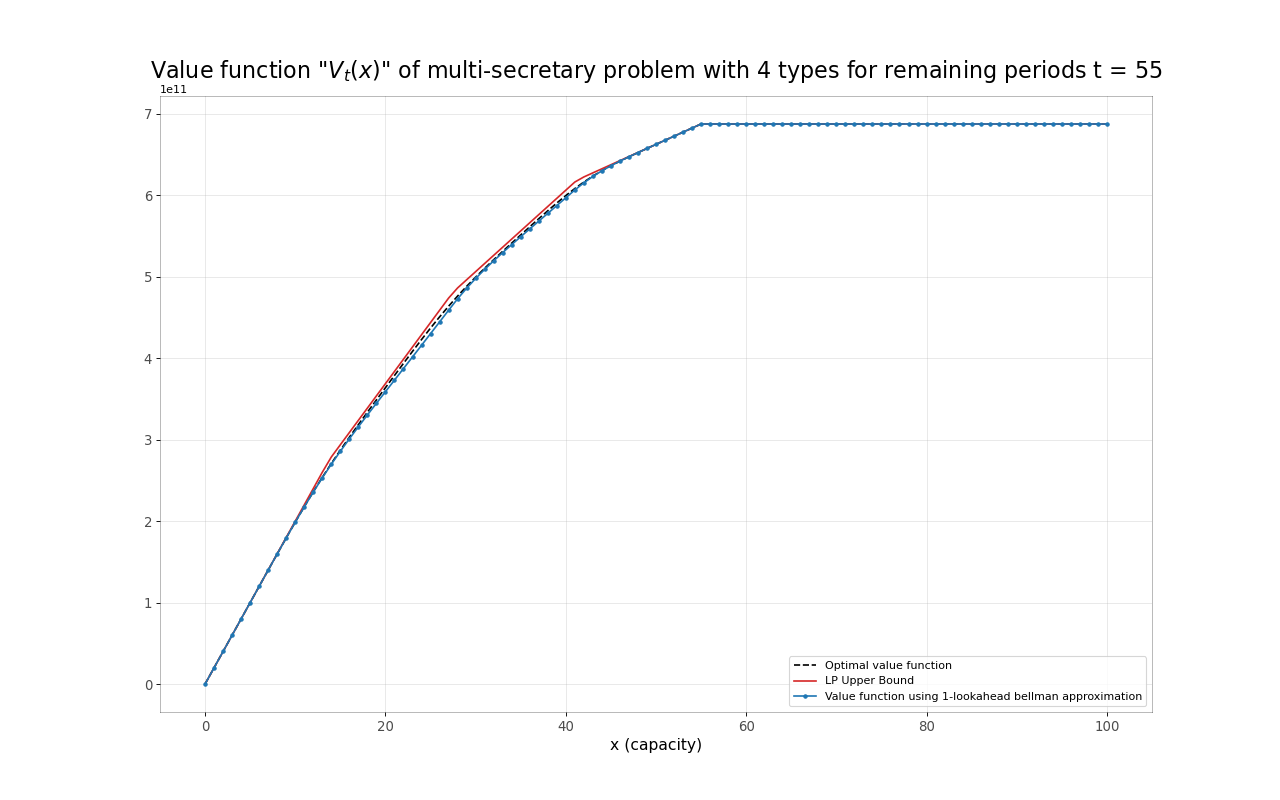 Value function "V_t(x)" of multi-secretary problem with 4 types for remaining periods t = 55
1e11
7
6
5
4
3
2
1
0
0 20 40 60 80 100
x (capacity)
Optimal value function
LP Upper Bound
Value function using 1-lookahead bellman approximation